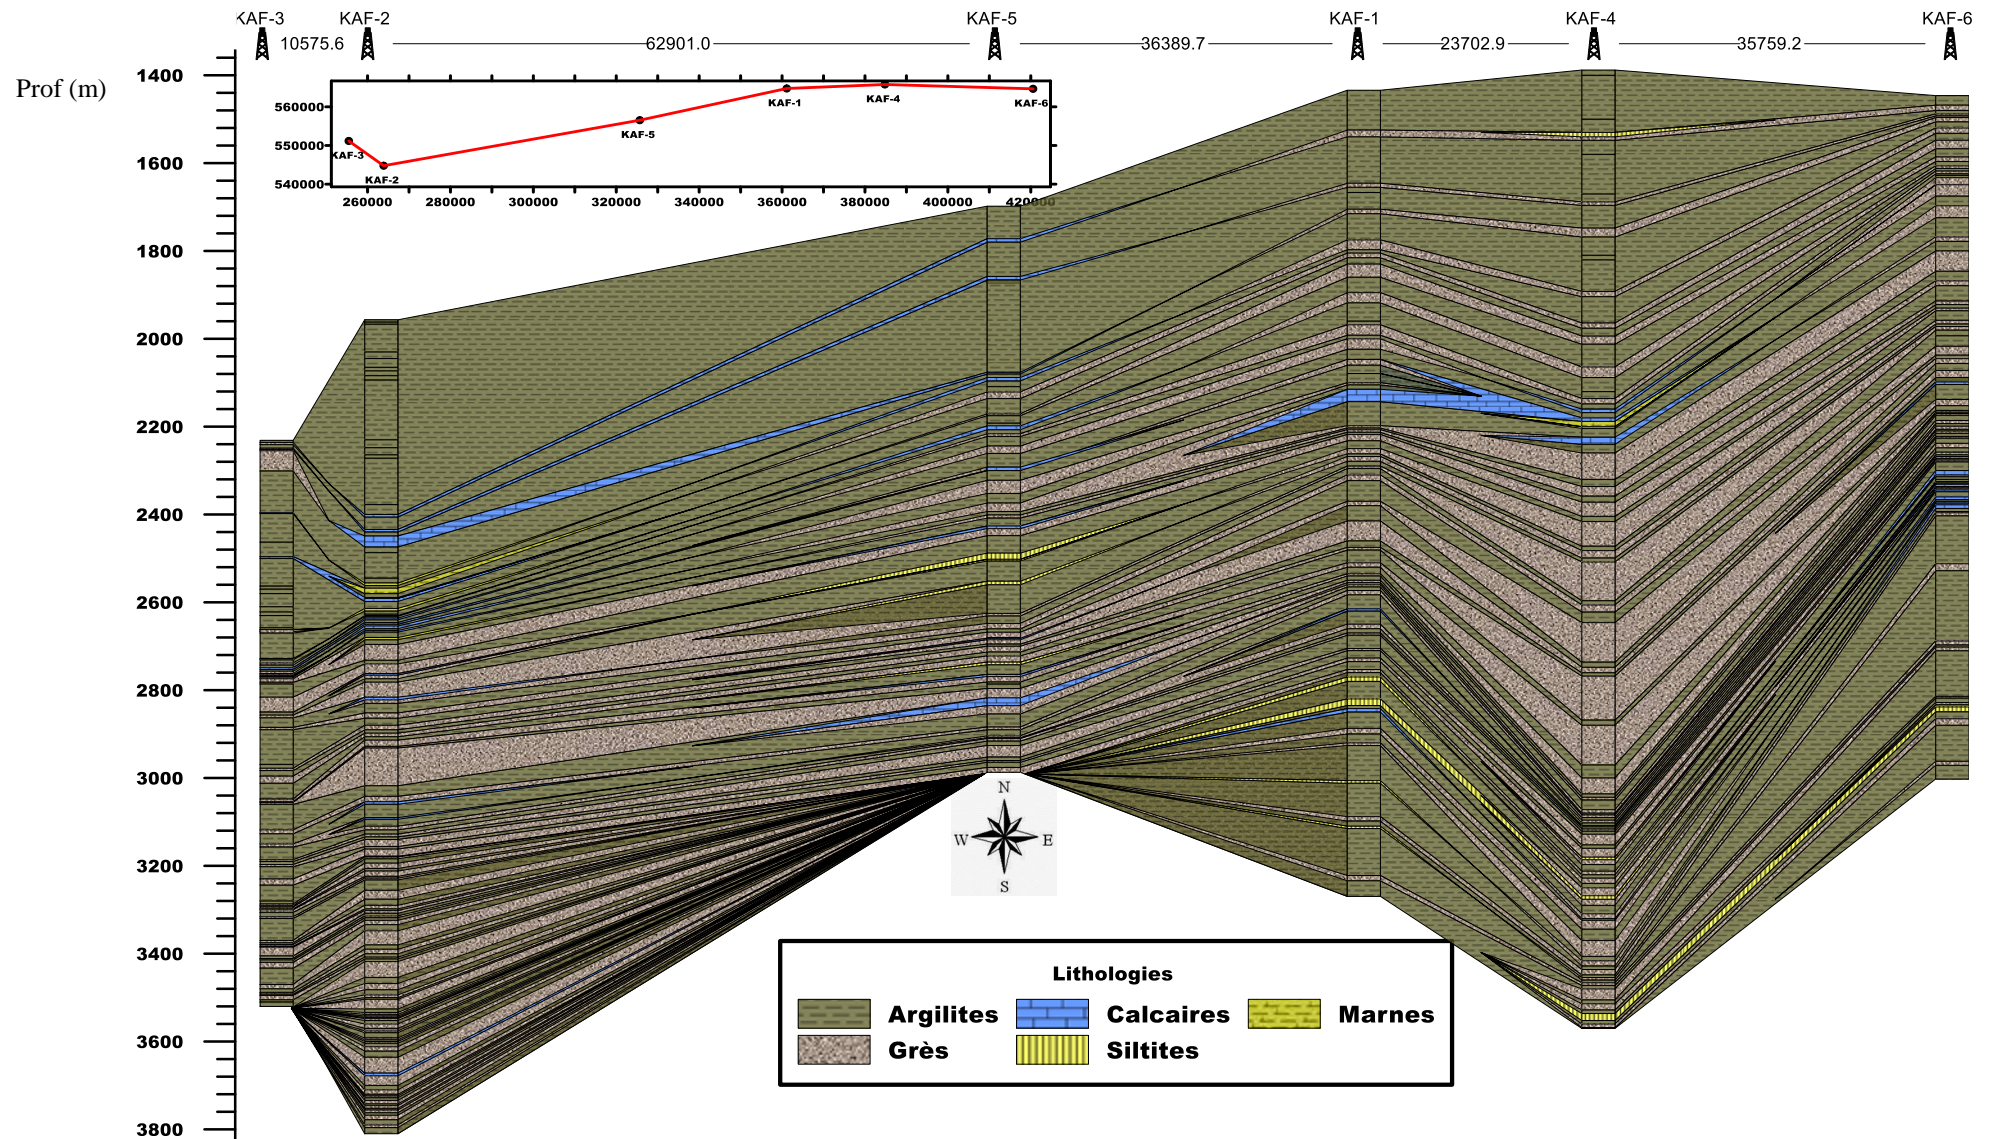 KAF-3 KAF-2 KAF-5 KAF-1 KAF-4 KAF-6
10575.6 62901.0 36389.7 23702.9 35759.2
Prof (m)
1400
1600
1800
2000
2200
2400
2600
2800
3000
3200
3400
3600
3800
560000
550000
540000
KAF-3
KAF-2
KAF-5
KAF-1
KAF-4
KAF-6
260000 280000 300000 320000 340000 360000 380000 400000 420000
N
W E
S
Lithologies
Argilites Calcaires Marnes
Grès Siltites